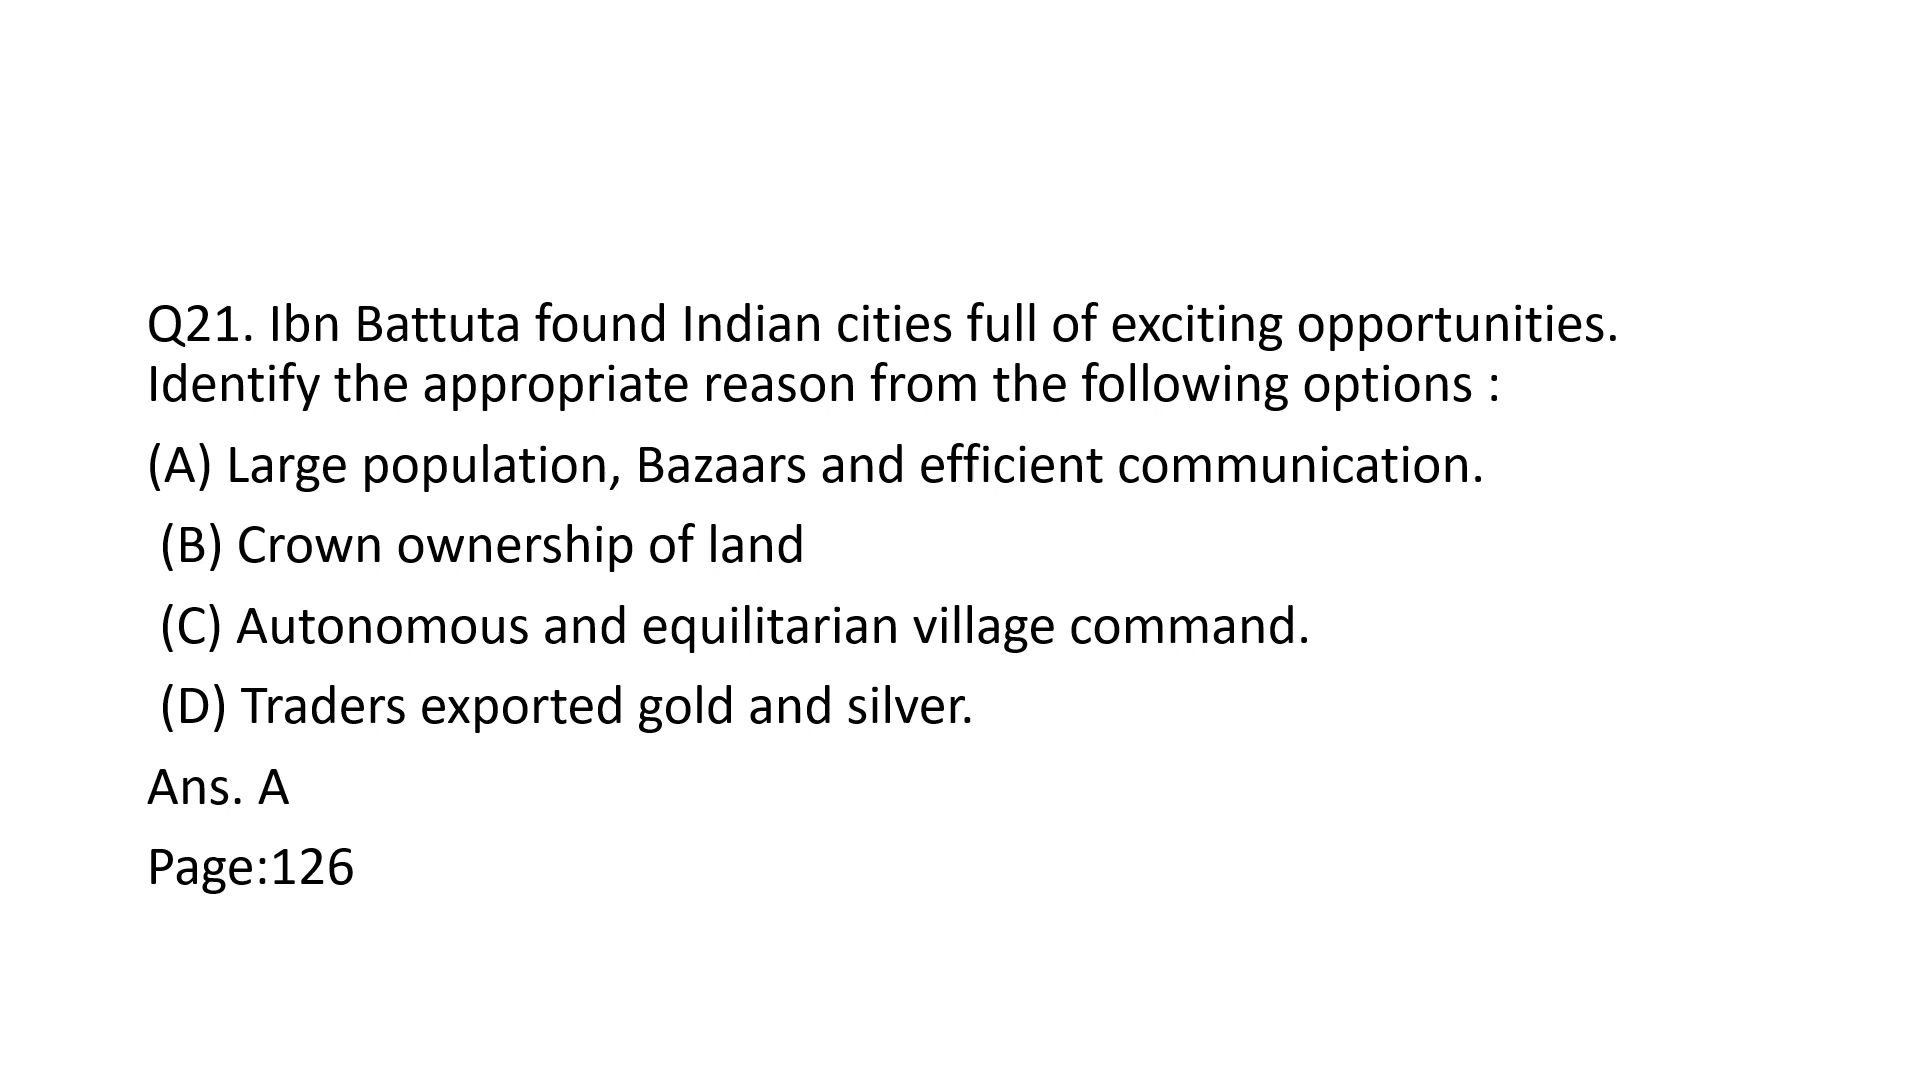 Q21. Ibn Battuta found Indian cities full of exciting opportunities.
Identify the appropriate reason from the following options :
(A) Large population, Bazaars and efficient communication.
(B) Crown ownership of land
(C) Autonomous and equilitarian village command.
(D) Traders exported gold and silver.
Ans. A
Page:126